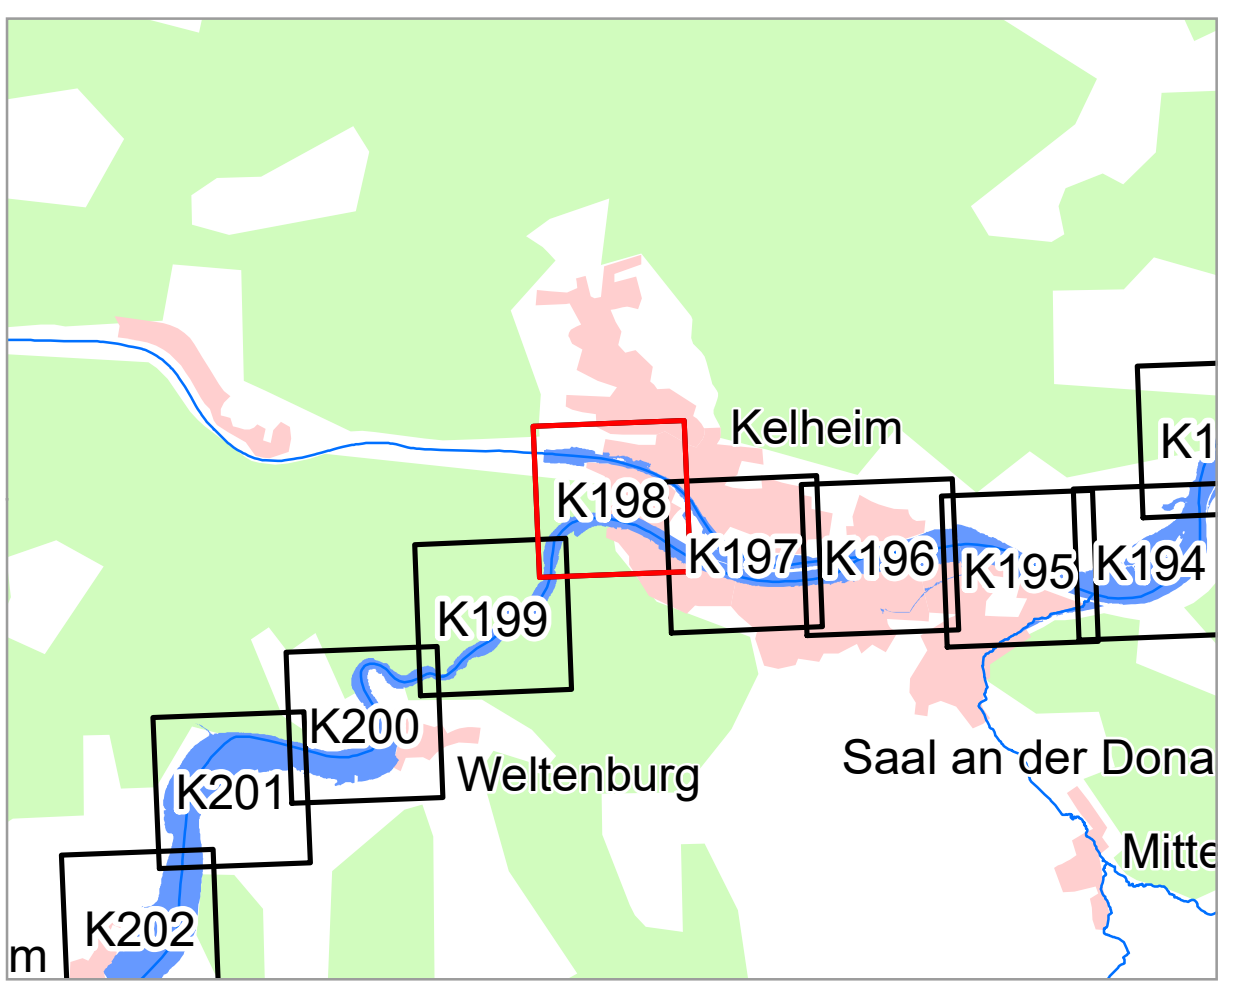 Kelheim
K1
K198
K197
K196
K195
K194
K199
K200
Weltenburg
Saal an der Dona
K201
Mitte
K202
m